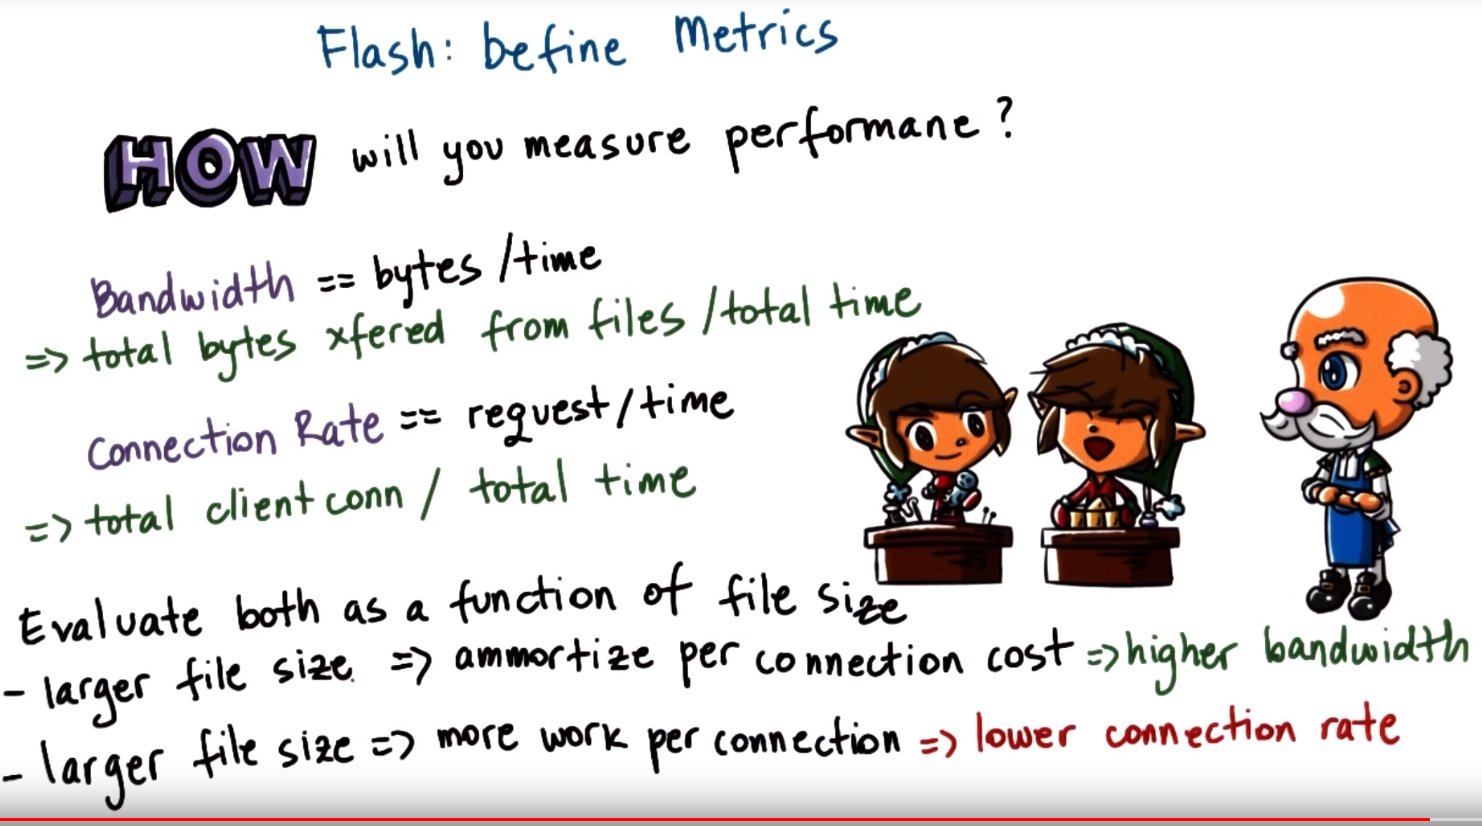 Flash: befine Metrics
HOW will you measure performane?
Bandwidth == bytes/time
=> total bytes xfered from files/total time
Connection Rate == request/time
=> total client conn / total time
Evaluate both as a function of file size
- larger file size => ammortize per connection cost => higher bandwidth
- larger file size => more work per connection => lower connection rate